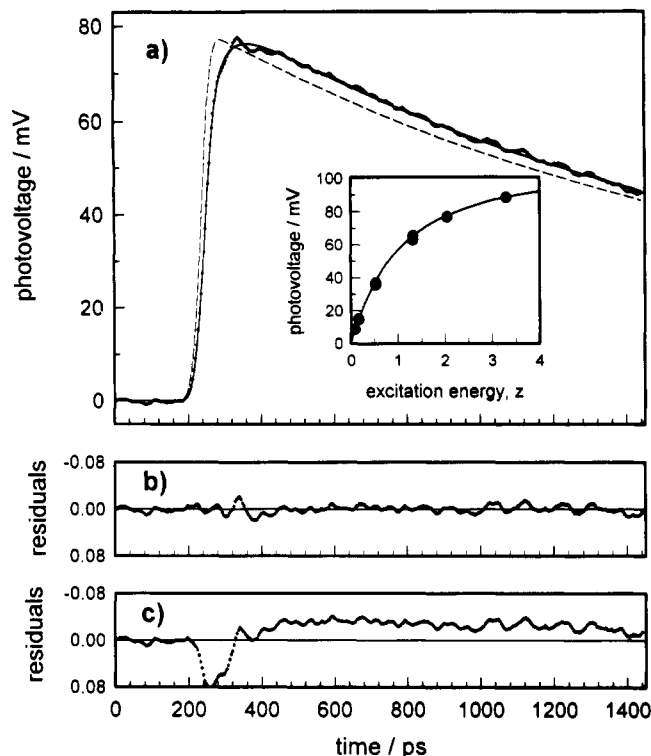 a)
80
60
40
20
0
photovoltage / mV
100
80
60
40
20
0
photovoltage / mV
0 1 2 3 4
excitation energy, z
b)
-0.08
0.00
0.08
residuals
c)
-0.08
0.00
0.08
residuals
0 200 400 600 800 1000 1200 1400
time / ps